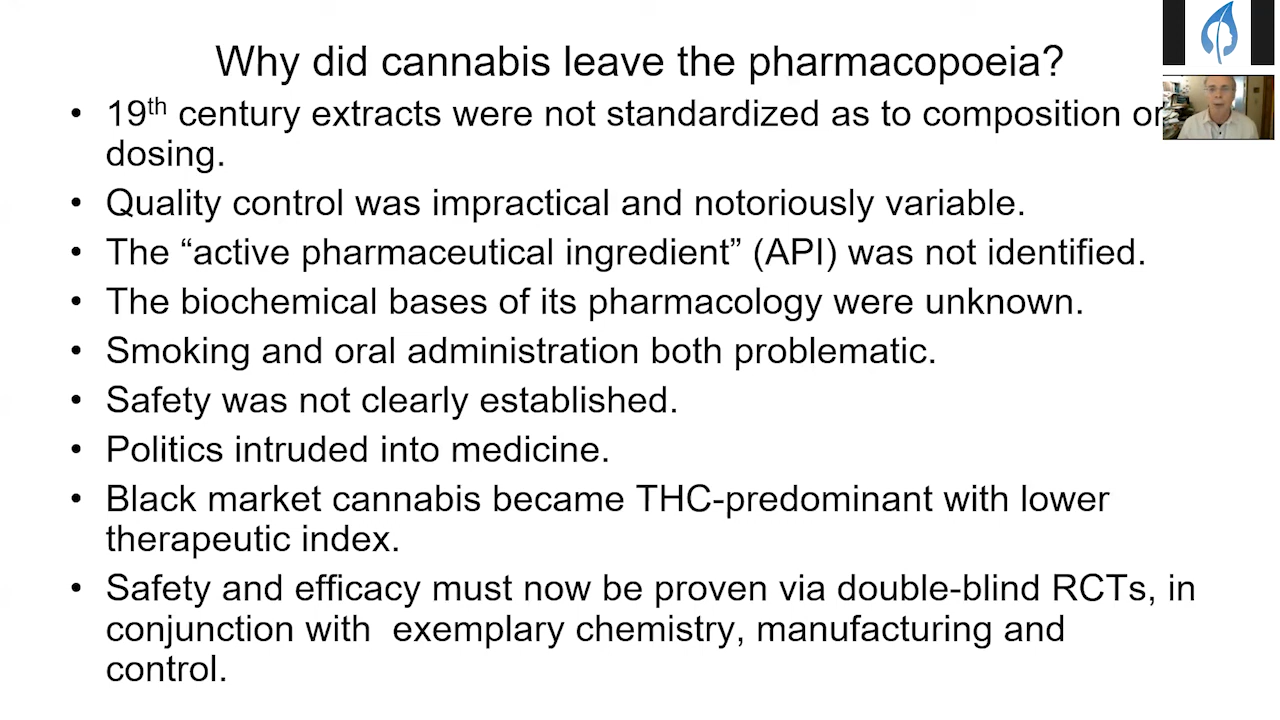 Why did cannabis leave the pharmacopoeia?
• 19th century extracts were not standardized as to composition or
dosing.
• Quality control was impractical and notoriously variable.
• The “active pharmaceutical ingredient” (API) was not identified.
• The biochemical bases of its pharmacology were unknown.
• Smoking and oral administration both problematic.
• Safety was not clearly established.
• Politics intruded into medicine.
• Black market cannabis became THC-predominant with lower
therapeutic index.
• Safety and efficacy must now be proven via double-blind RCTs, in
conjunction with  exemplary chemistry, manufacturing and
control.